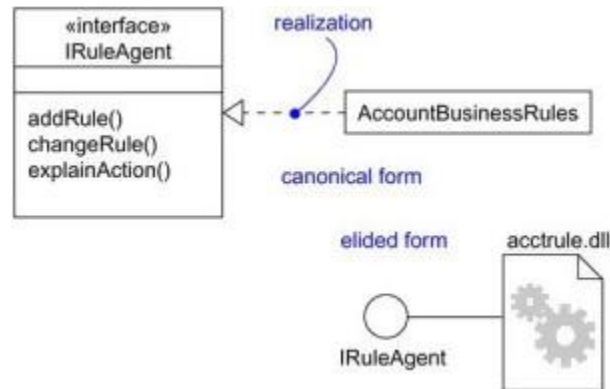 «interface»
IRuleAgent
addRule()
changeRule()
explainAction()
realization
AccountBusinessRules
canonical form
elided form
acctrule.dll
IRuleAgent